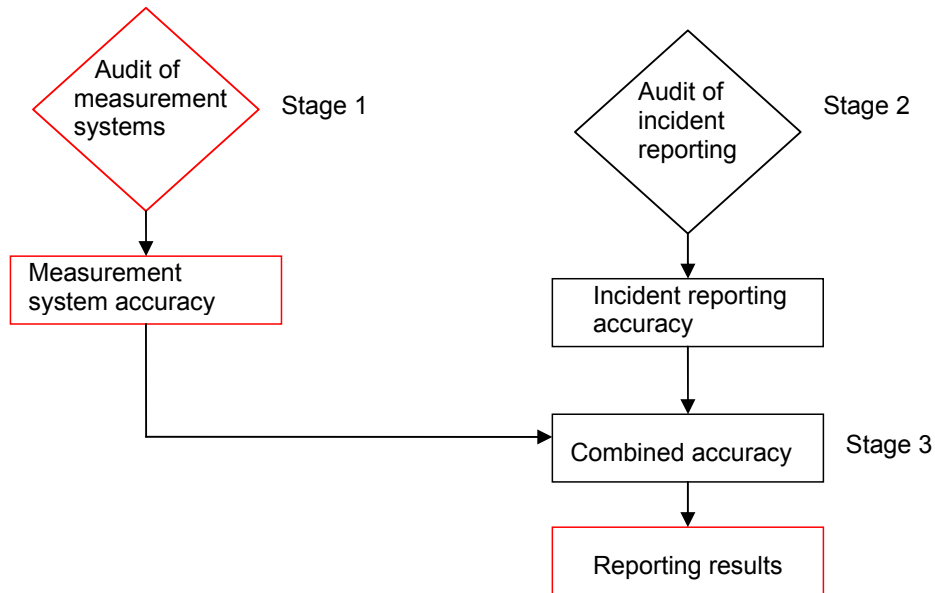 Audit of
measurement
systems
Stage 1
Audit of
incident
reporting
Stage 2
Measurement
system accuracy
Incident reporting
accuracy
Combined accuracy
Stage 3
Reporting results